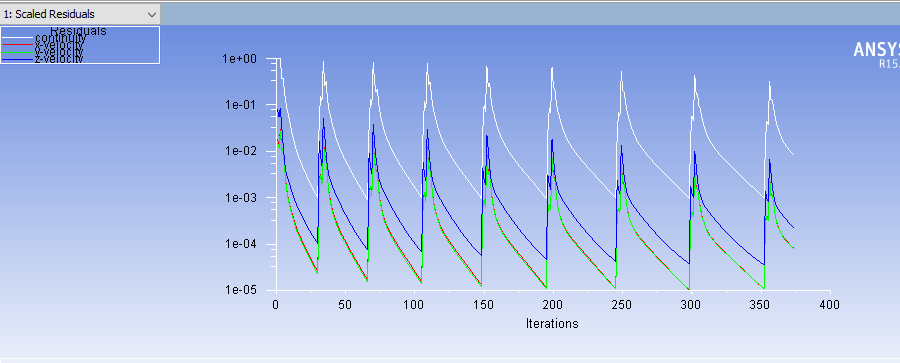 1: Scaled Residuals
Residuals
continuity
x-velocity
y-velocity
z-velocity
ANSYS
R15.
1e+00
1e-01
1e-02
1e-03
1e-04
1e-05
0 50 100 150 200 250 300 350 400
Iterations